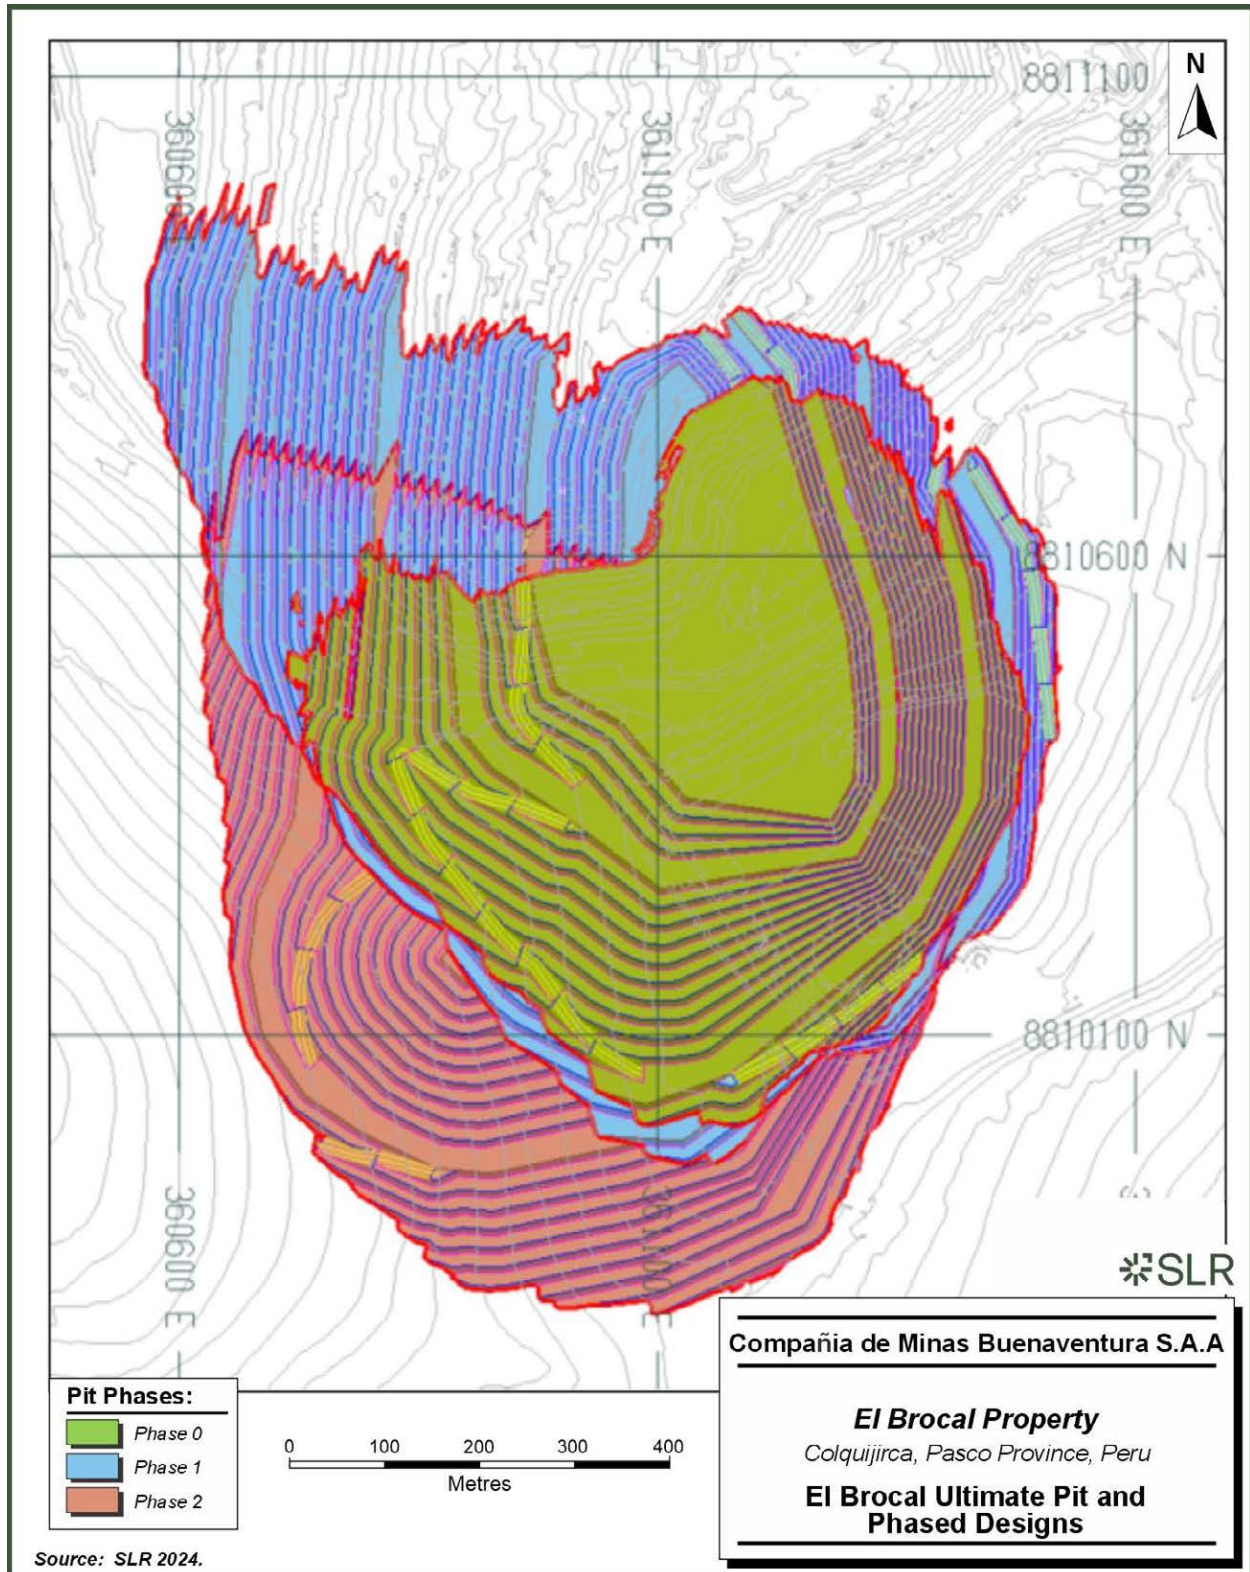 N
8811100
360600
361100 E
361600 E
8810600 N
8810100 N
360600 E
361100 E
SLR
Compañia de Minas Buenaventura S.A.A
El Brocal Property
Colquijirca, Pasco Province, Peru
El Brocal Ultimate Pit and
Phased Designs
Pit Phases:
Phase 0
Phase 1
Phase 2
0 100 200 300 400
Metres
Source: SLR 2024.